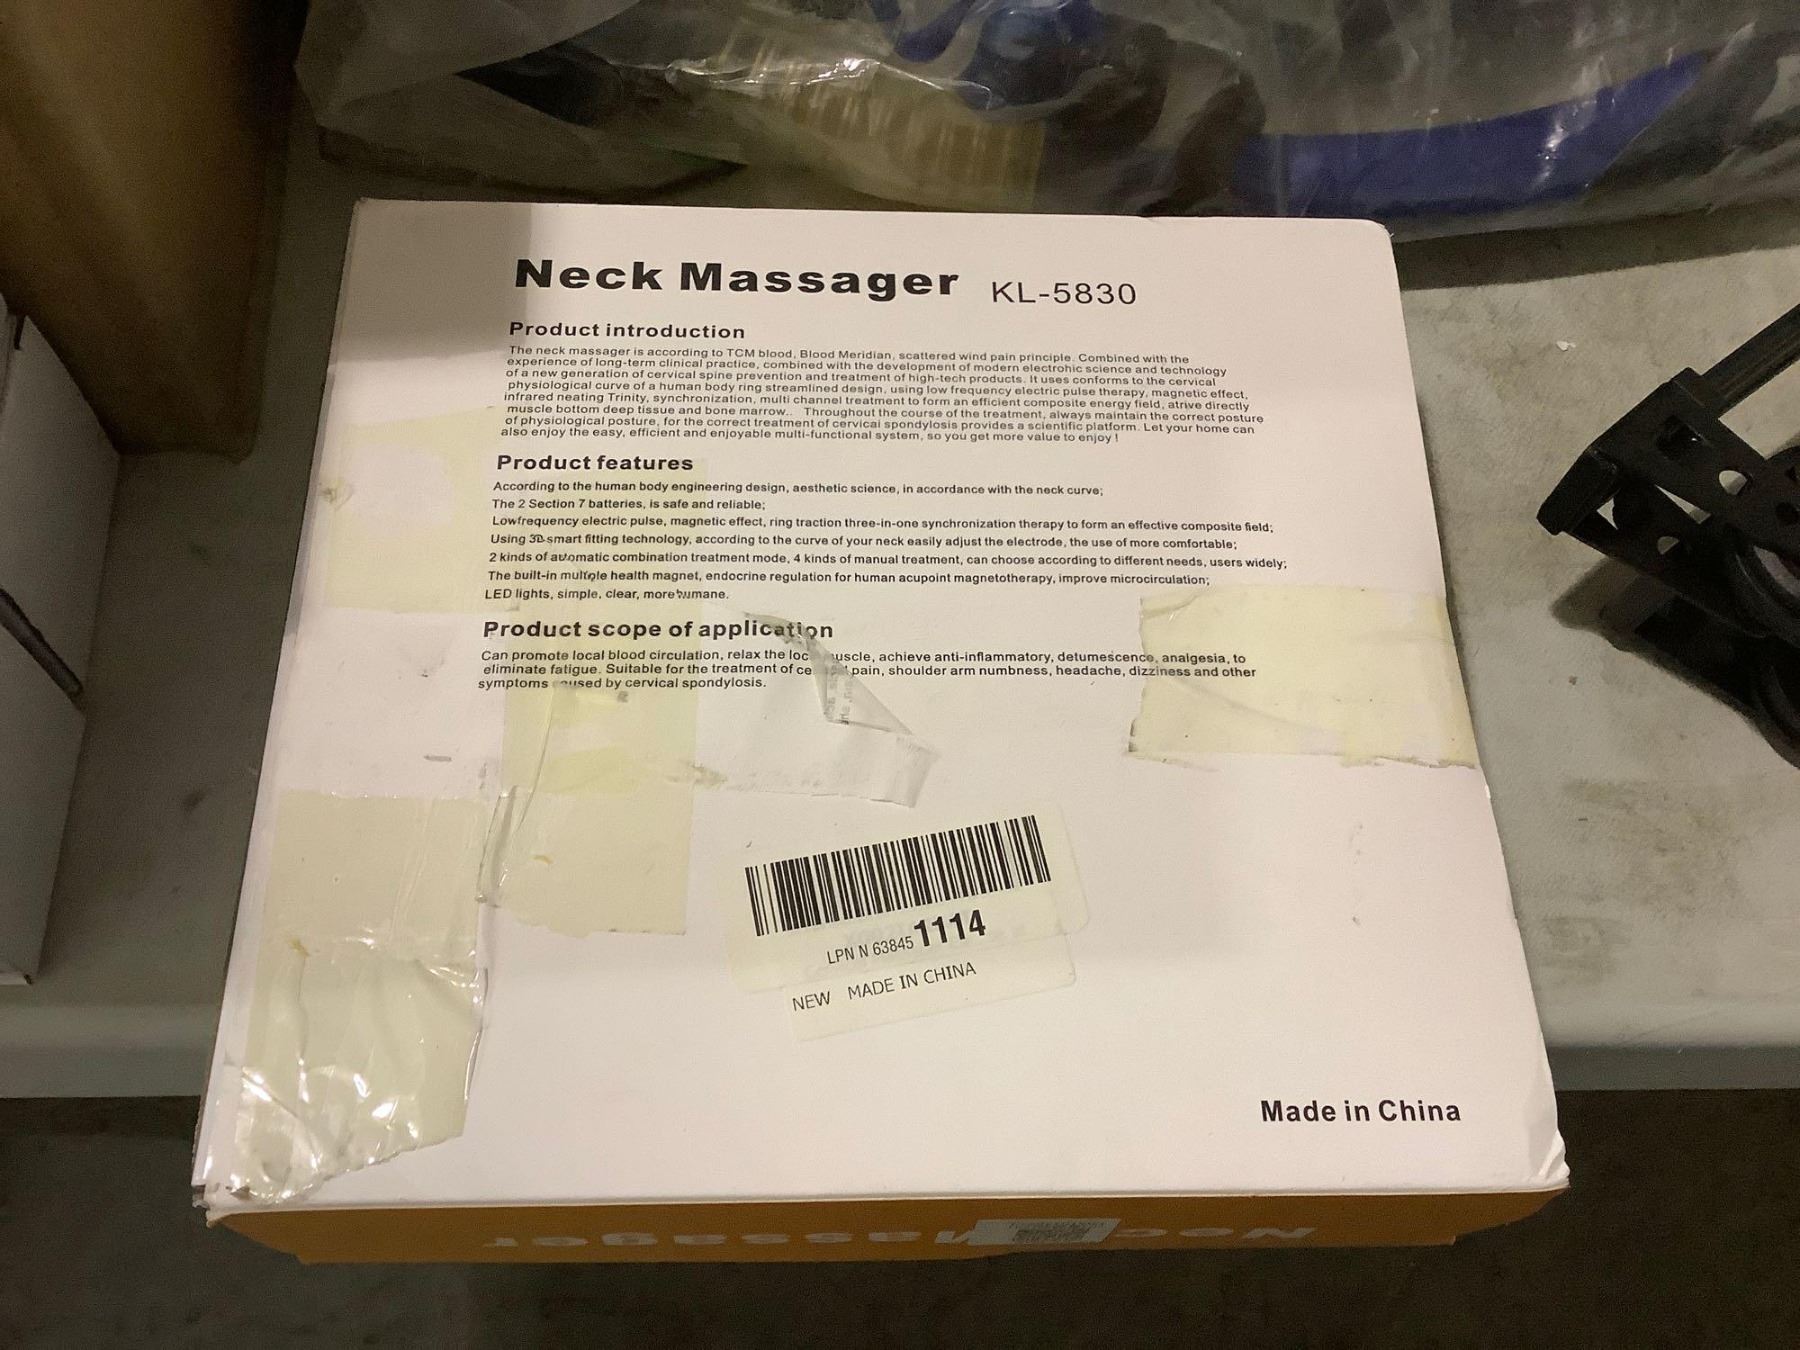 Neck Massager KL-5830
Product introduction
The neck massager is according to TCM blood, Blood Meridian, scattered wind pain principle. Combined with the
experience of long-term clinical practice, combined with the development of modern electrohic science and technology
of a new generation of cervical spine prevention and treatment of high-tech products. It uses conforms to the cervical
physiological curve of a human body ring streamlined design, using low frequency electric pulse therapy, magnetic effect,
infrared neating Trinity, synchronization, multi channel treatment to form an efficient composite energy field, atrive directly
muscle bottom deep tissue and bone marrow.. Throughout the course of the treatment, always maintain the correct posture
of physiological posture, for the correct treatment of cervicai spondylosis provides a scientific platform. Let your home can
also enjoy the easy, efficient and enjoyable multi-functional system, so you get more value to enjoy !
Product features
According to the human body engineering design, aesthetic science, in accordance with the neck curve;
The 2 Section 7 batteries, is safe and reliable;
Lowfrequency electric pulse, magnetic effect, ring traction three-in-one synchronization therapy to form an effective composite field;
Using 3D smart fitting technology, according to the curve of your neck easily adjust the electrode, the use of more comfortable;
2 kinds of automatic combination treatment mode, 4 kinds of manual treatment, can choose according to different needs, users widely;
The built-in multiple health magnet, endocrine regulation for human acupoint magnetotherapy, improve microcirculation;
LED lights, simple, clear, more humane.
Product scope of application
Can promote local blood circulation, relax the muscle, achieve anti-inflammatory, detumescence, analgesia, to
eliminate fatigue. Suitable for the treatment of pain, shoulder arm numbness, headache, dizziness and other
symptoms caused by cervical spondylosis.
LPN N 638451114
NEW MADE IN CHINA
Made in China
Neck Massager